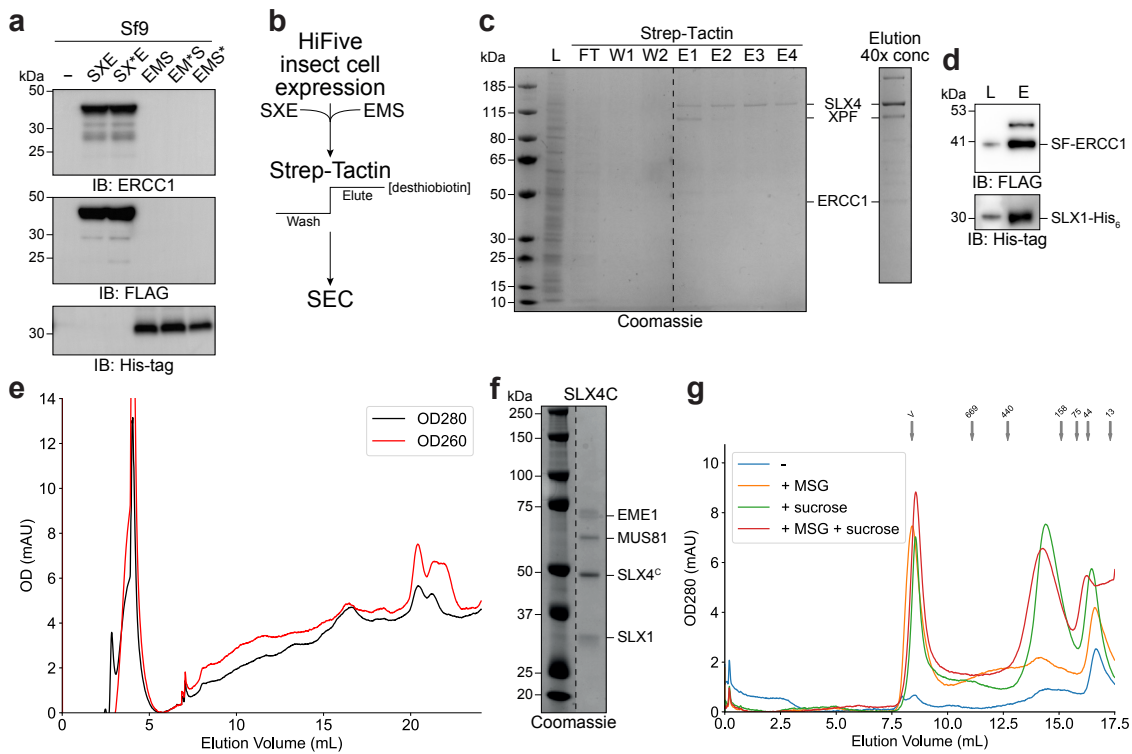 a
Sf9
– SXE SX*E EMS EM*S EMS*
kDa
50
30
25
IB: ERCC1
50
30
25
IB: FLAG
30
IB: His-tag
b
HiFive
insect cell
expression
SXE EMS
Strep-Tactin
[desthiobiotin]
Elute
Wash
SEC
c
Strep-Tactin
kDa L FT W1 W2 E1 E2 E3 E4
185
115
80
65
50
40
30
25
15
10
Coomassie
Elution
40x conc
SLX4
XPF
ERCC1
d
L E
kDa
53
41
SF-ERCC1
IB: FLAG
30
SLX1-His6
IB: His-tag
e
14
12
10
8
6
4
2
0
OD (mAU)
OD280
OD260
0 5 10 15 20
Elution Volume (mL)
f
SLX4C
kDa
250
150
100
75
50
37
25
20
EME1
MUS81
SLX4C
SLX1
Coomassie
g
V 669 440 158 75 44 13
-
+ MSG
+ sucrose
+ MSG + sucrose
10
8
6
4
2
0
OD280 (mAU)
0.0 2.5 5.0 7.5 10.0 12.5 15.0 17.5
Elution Volume (mL)